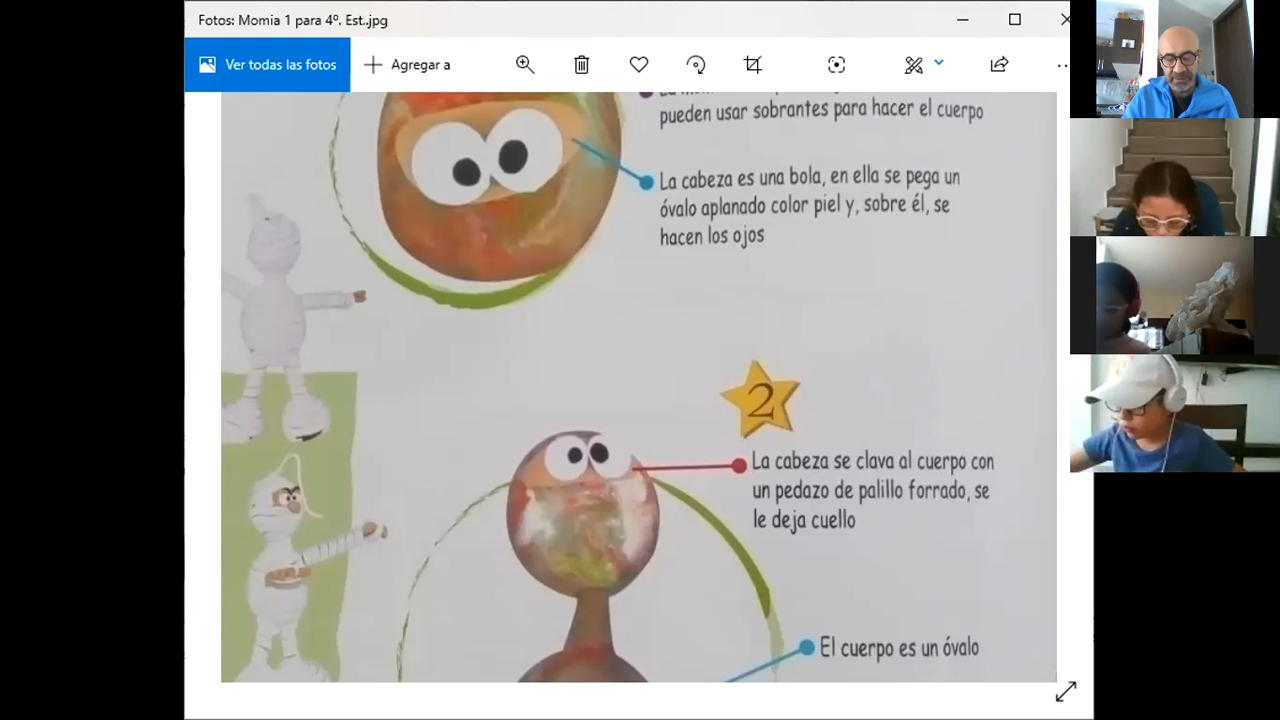 Fotos: Momia 1 para 4º. Est..jpg
Ver todas las fotos
Agregar a
pueden usar sobrantes para hacer el cuerpo
La cabeza es una bola, en ella se pega un
óvalo aplanado color piel y, sobre él, se
hacen los ojos
2
La cabeza se clava al cuerpo con
un pedazo de palillo forrado, se
le deja cuello
El cuerpo es un óvalo